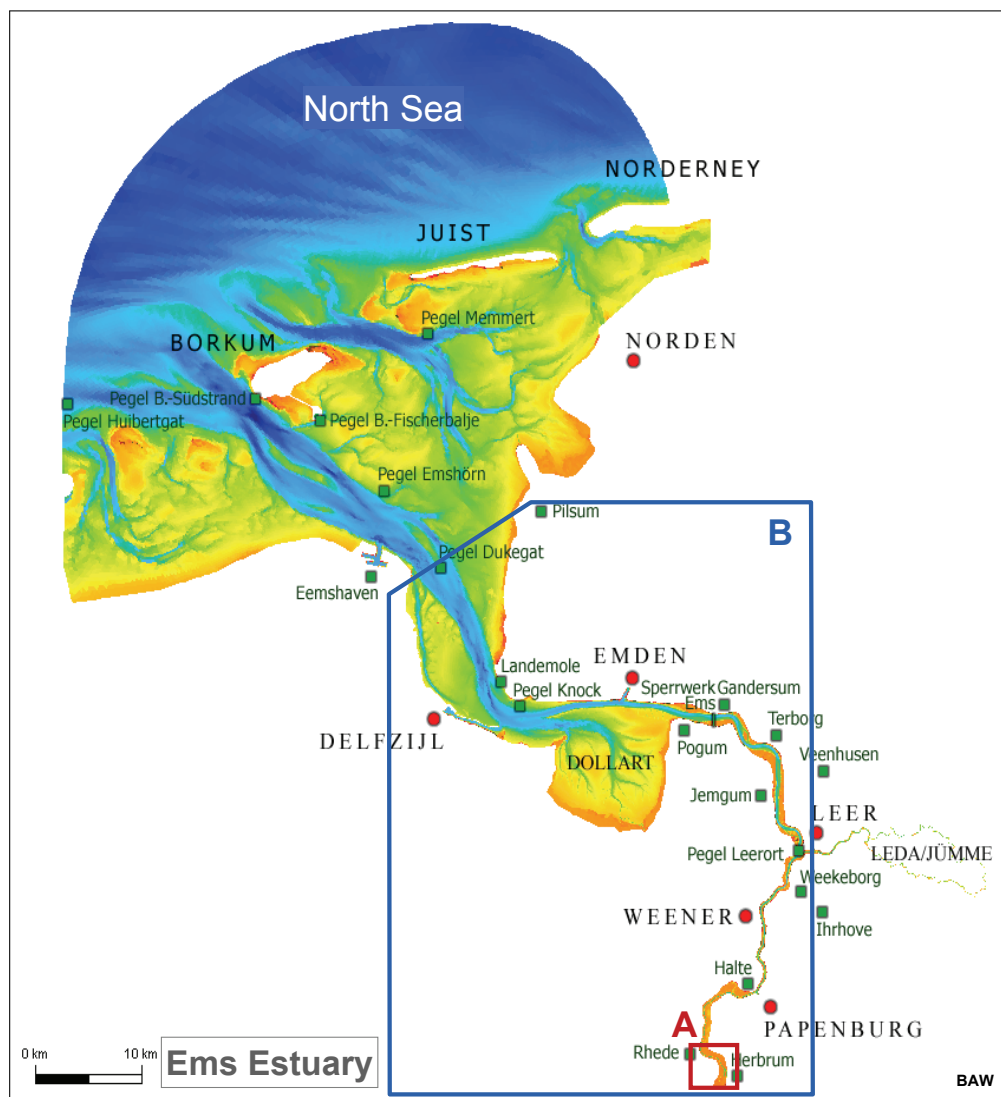 North Sea
NORDERNEY
JUIST
Pegel Memmert
BORKUM
NORDEN
Pegel B.-Südstrand
Pegel Huibertgat
Pegel B.-Fischerbalje
Pegel Emshörn
Pilsum
B
Pegel Dukegat
Eemshaven
EMDEN
Landemole
Sperrwerk Gandersum
Ems
Pegel Knock
Terborg
DELFZIJL
Pogum
Veenhusen
DOLLART
Jemgum
LEER
Pegel Leerort
LEDA/JÜMME
Weekeborg
WEENER
Ihrhove
Halte
A
PAPENBURG
Rhede
Herbrum
0 km
10 km
Ems Estuary
BAW